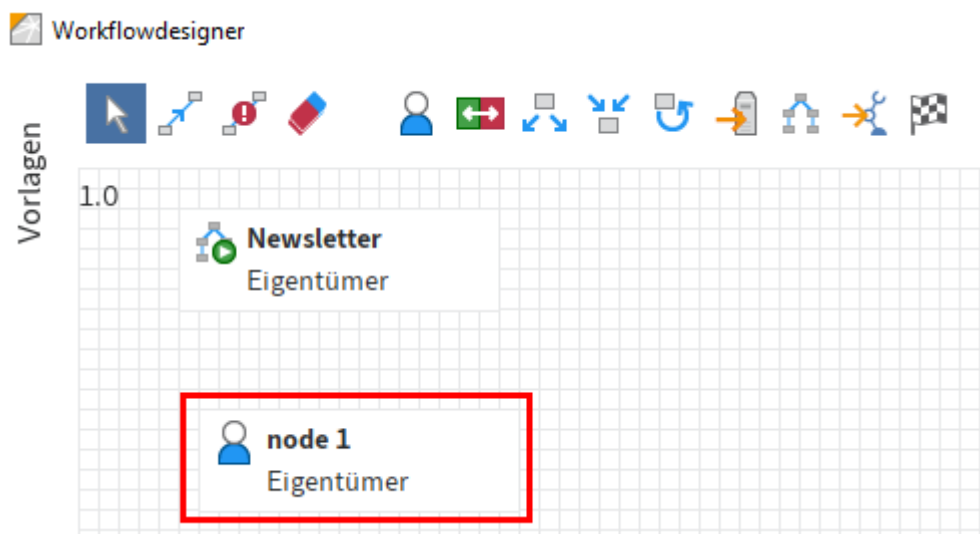 Workflowdesigner
Vorlagen
1.0
Newsletter
Eigentümer
node 1
Eigentümer